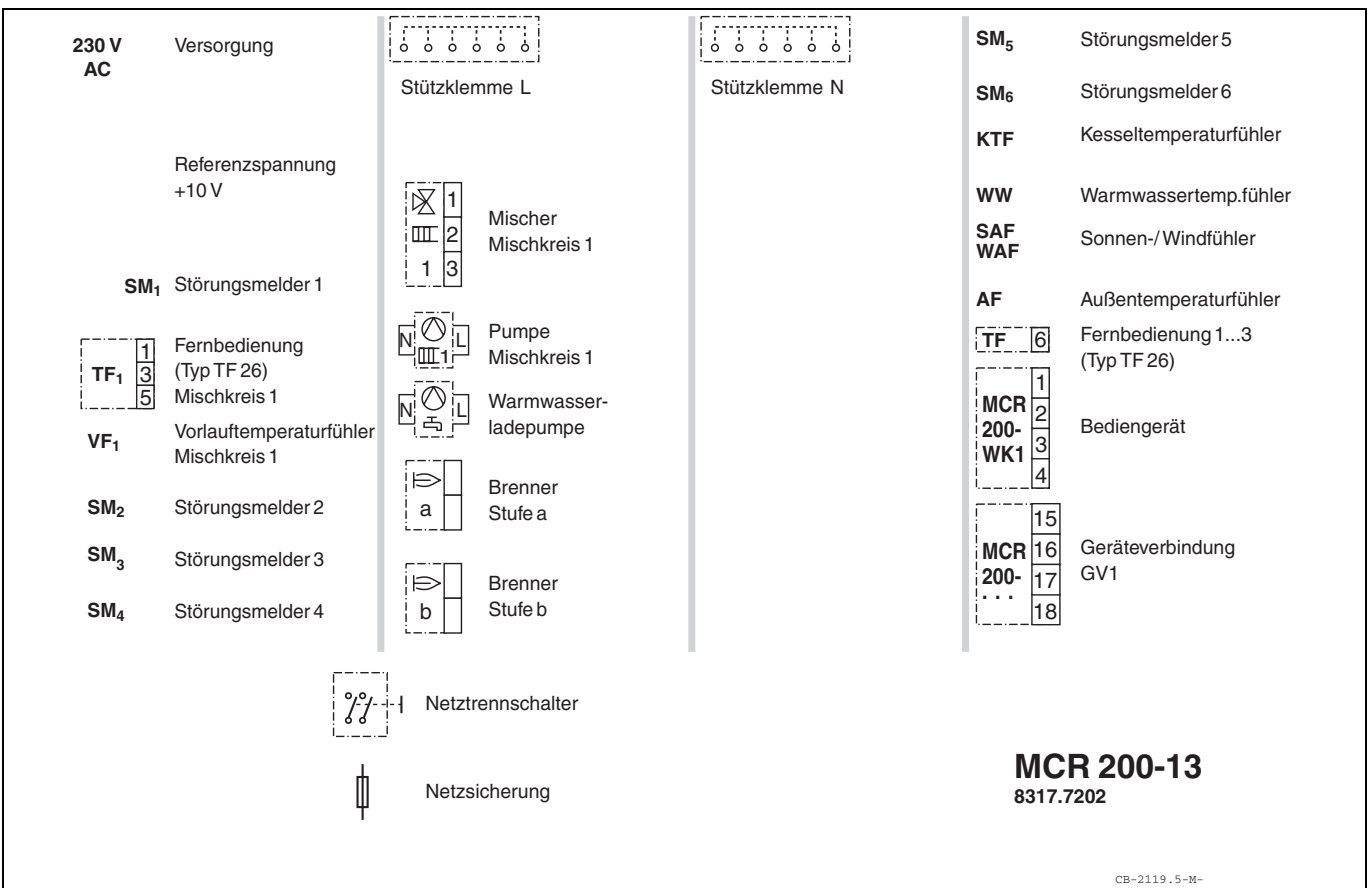 230 V
AC
Versorgung
Referenzspannung
+10 V
SM1 Störungsmelder 1
TF1
1
3
5
Fernbedienung
(Typ TF 26)
Mischkreis 1
VF1
Vorlauftemperaturfühler
Mischkreis 1
SM2 Störungsmelder 2
SM3 Störungsmelder 3
SM4 Störungsmelder 4
Stützklemme L
1
2
1 3
Mischer
Mischkreis 1
N L
1
Pumpe
Mischkreis 1
N L
Warmwasser-
ladepumpe
a
Brenner
Stufe a
b
Brenner
Stufe b
Stützklemme N
SM5 Störungsmelder 5
SM6 Störungsmelder 6
KTF Kesseltemperaturfühler
WW Warmwassertemp.fühler
SAF
WAF
Sonnen-/ Windfühler
AF Außentemperaturfühler
TF 6
Fernbedienung 1...3
(Typ TF 26)
MCR
200-
WK1
1
2
3
4
Bediengerät
MCR
200-
. . .
15
16
17
18
Geräteverbindung
GV1
Netztrennschalter
Netzsicherung
MCR 200-13
8317.7202
CB-2119.5-M-